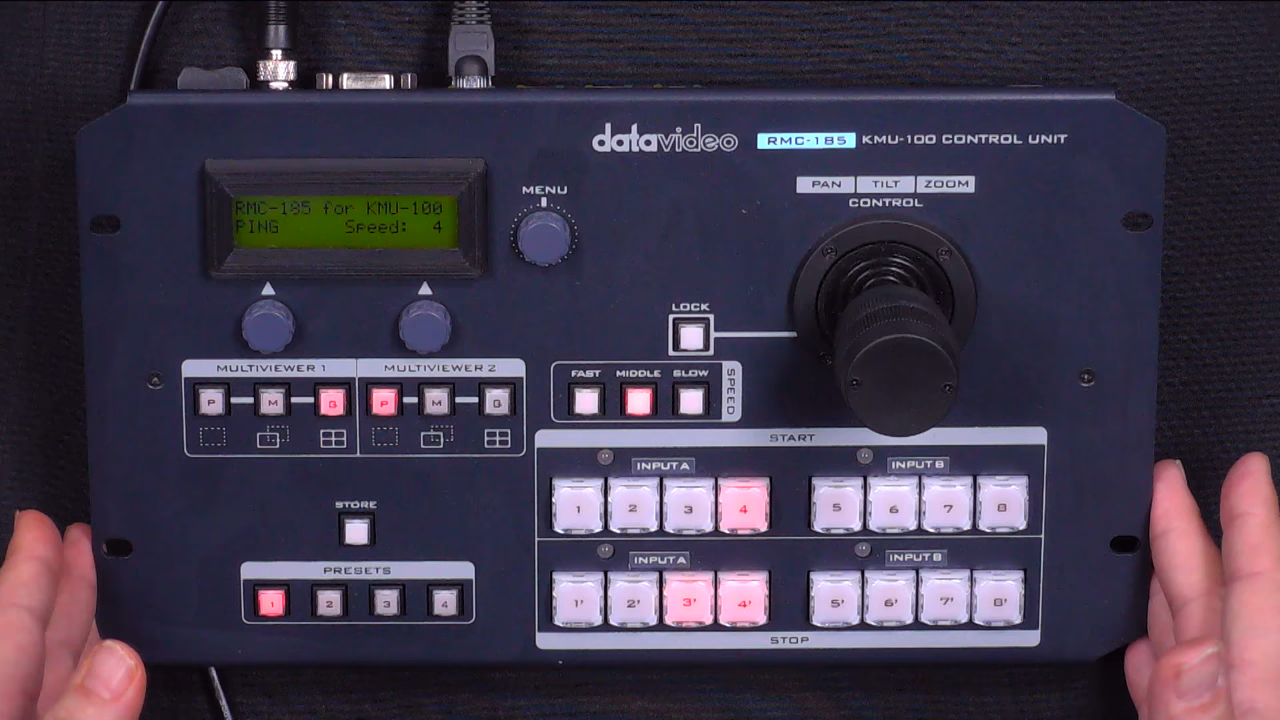 datavideo RMC-185 KMU-100 CONTROL UNIT
PAN TILT ZOOM
CONTROL
MENU
RMC-185 for KMU-100
PING Speed: 4
LOCK
FAST MIDDLE SLOW
SPEED
MULTIVIEWER 1 MULTIVIEWER 2
P M Q P M Q
START
INPUT A INPUT B
1 2 3 4 5 6 7 8
STORE
PRESETS
1 2 3 4
INPUT A INPUT B
1' 2' 3' 4' 5' 6' 7' 8'
STOP